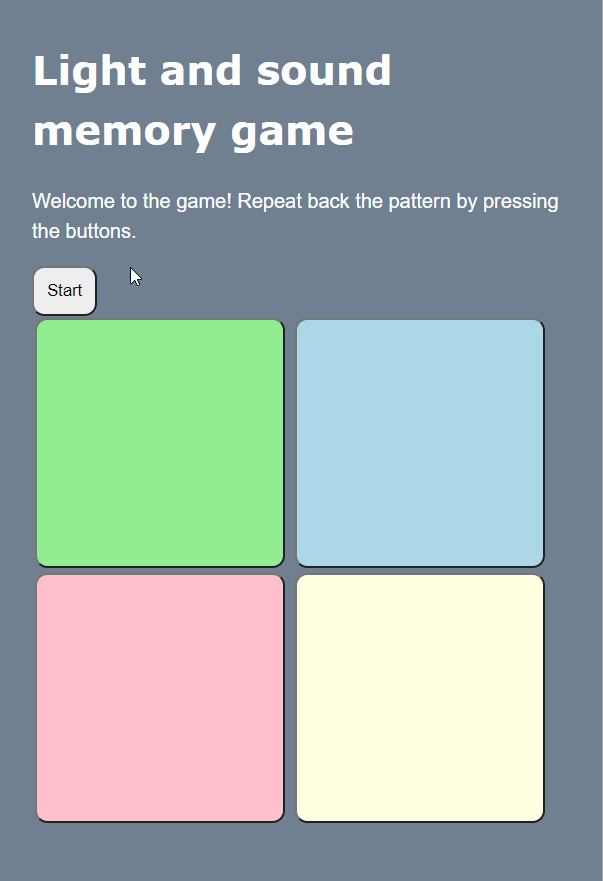 Light and sound
memory game
Welcome to the game! Repeat back the pattern by pressing
the buttons.
Start